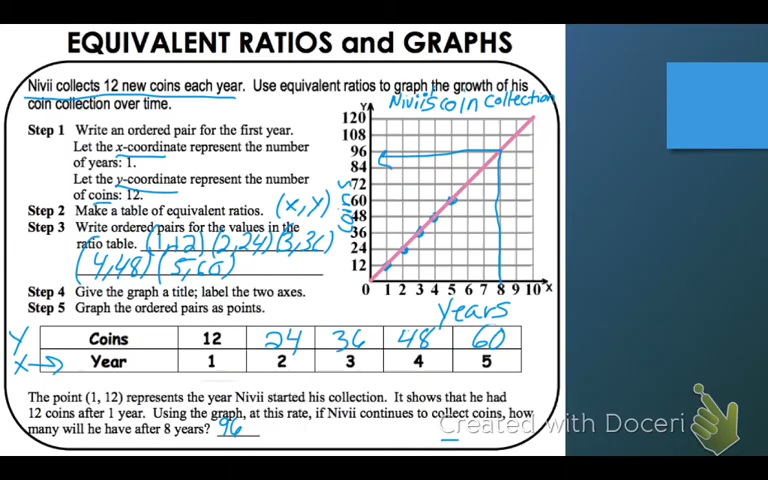 EQUIVALENT RATIOS and GRAPHS
Nivii collects 12 new coins each year. Use equivalent ratios to graph the growth of his
coin collection over time.
Step 1 Write an ordered pair for the first year.
Let the x-coordinate represent the number
of years: 1.
Let the y-coordinate represent the number
of coins: 12.
Step 2 Make a table of equivalent ratios. (x, y)
Step 3 Write ordered pairs for the values in the
ratio table. (1, 12) (2, 24) (3, 36)
(4, 48) (5, 60)
Step 4 Give the graph a title; label the two axes.
Step 5 Graph the ordered pairs as points.
Nivii's coin collection
Y
120
108
96
84
72
60
48
36
24
12
0 1 2 3 4 5 6 7 8 9 10 X
Coins
Years
Y Coins 12 24 36 48 60
X → Year 1 2 3 4 5
The point (1, 12) represents the year Nivii started his collection. It shows that he had
12 coins after 1 year. Using the graph, at this rate, if Nivii continues to collect coins, how
many will he have after 8 years? 96
Created with Doceri